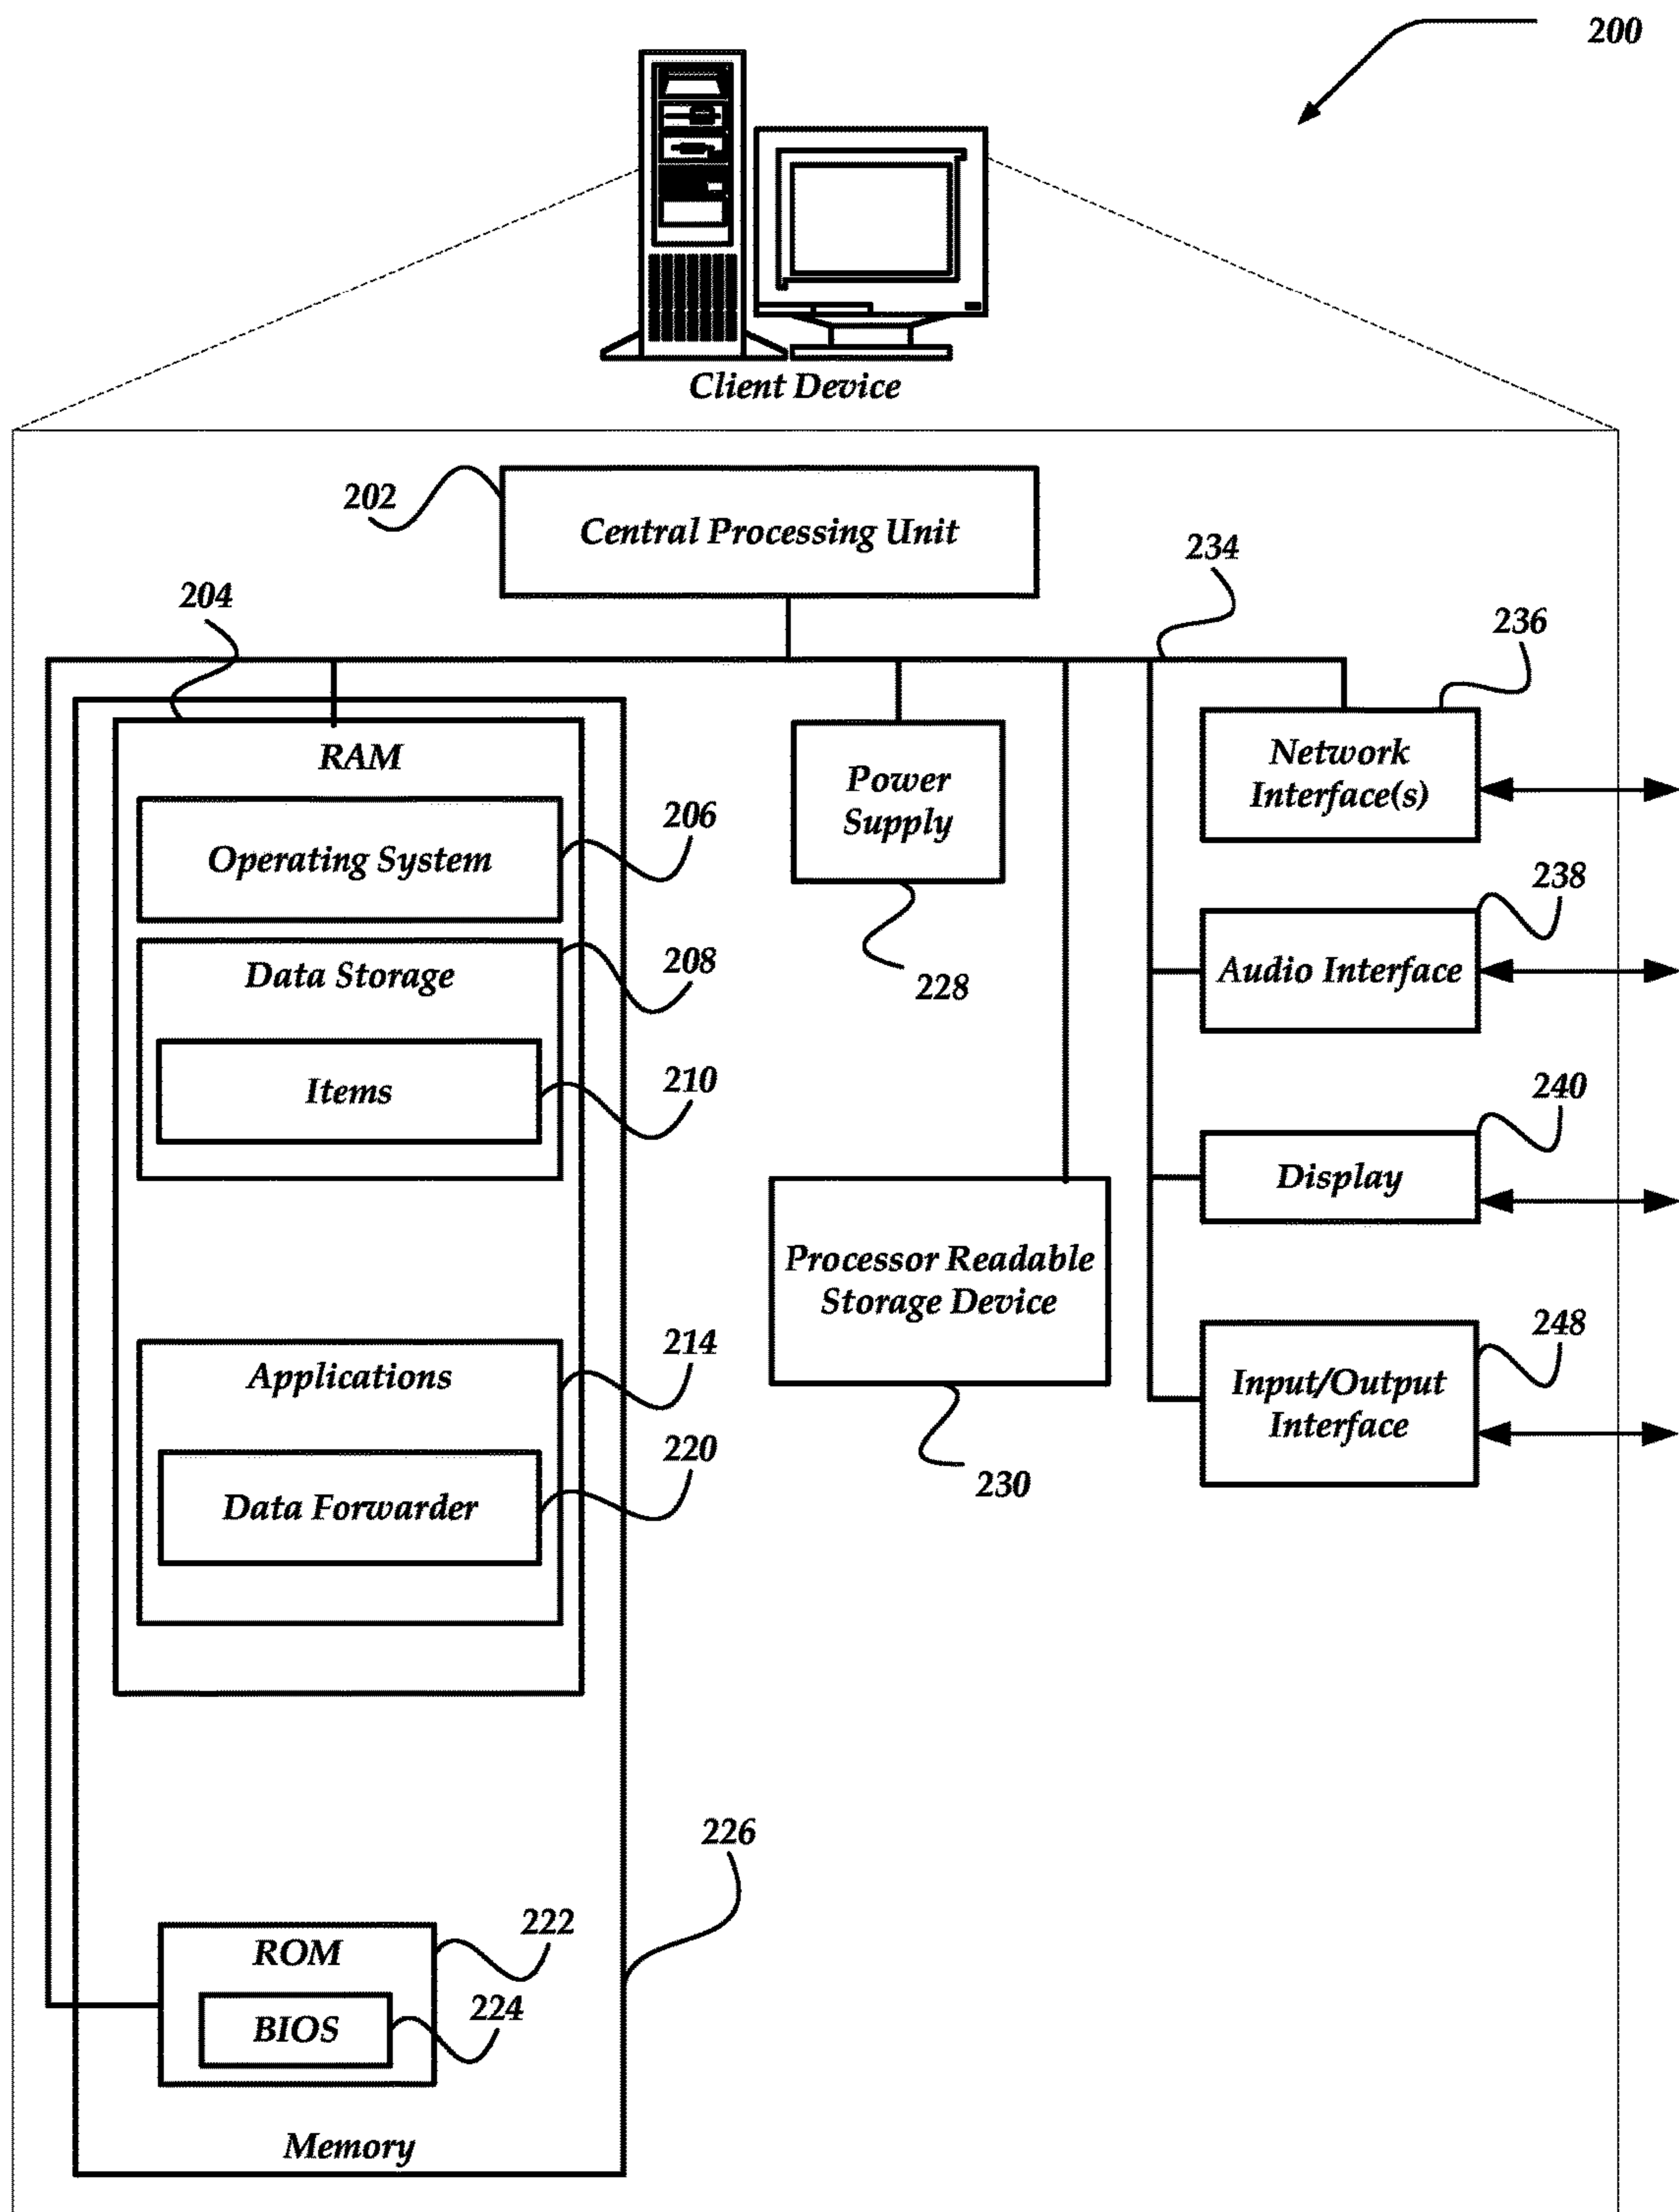 200
Client Device
202
Central Processing Unit
234
204
236
RAM
Network
Interface(s)
Power
Supply
206
Operating System
238
208
Data Storage
Audio Interface
228
210
Items
240
Display
Processor Readable
Storage Device
214
Applications
248
Input/Output
Interface
220
230
Data Forwarder
226
222
ROM
224
BIOS
Memory